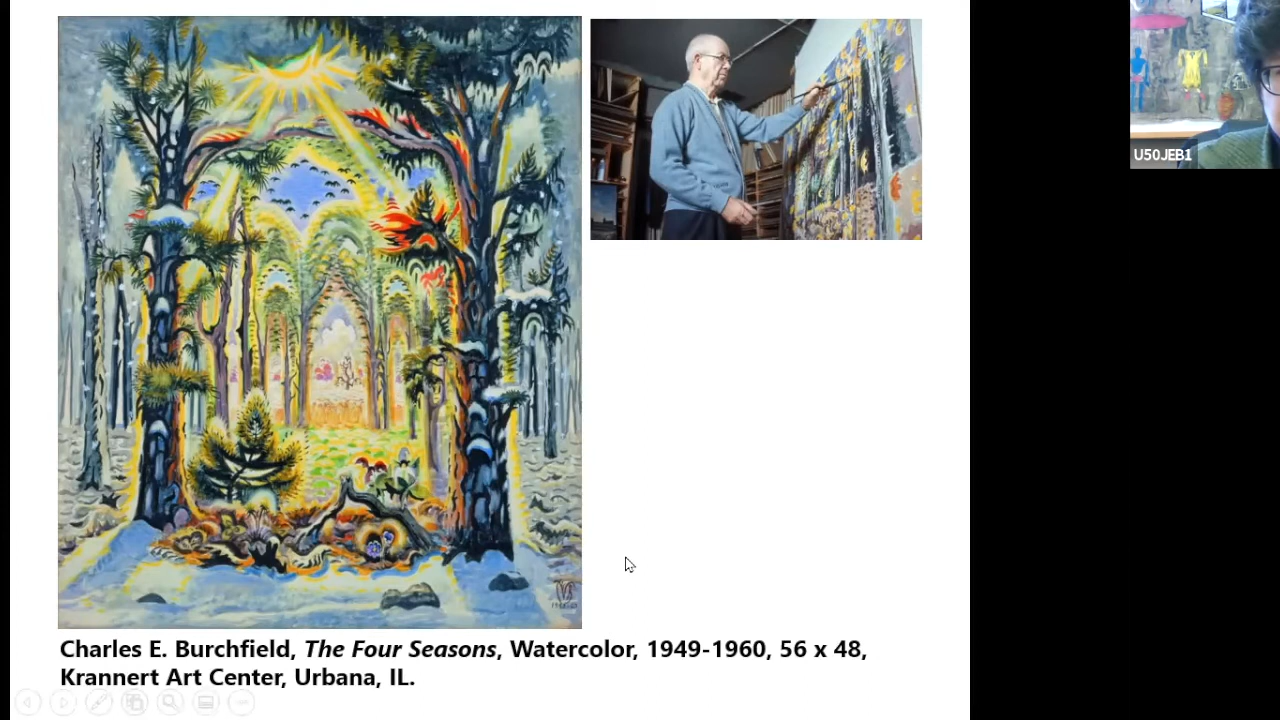 U50JEB1
Charles E. Burchfield, The Four Seasons, Watercolor, 1949-1960, 56 x 48,
Krannert Art Center, Urbana, IL.